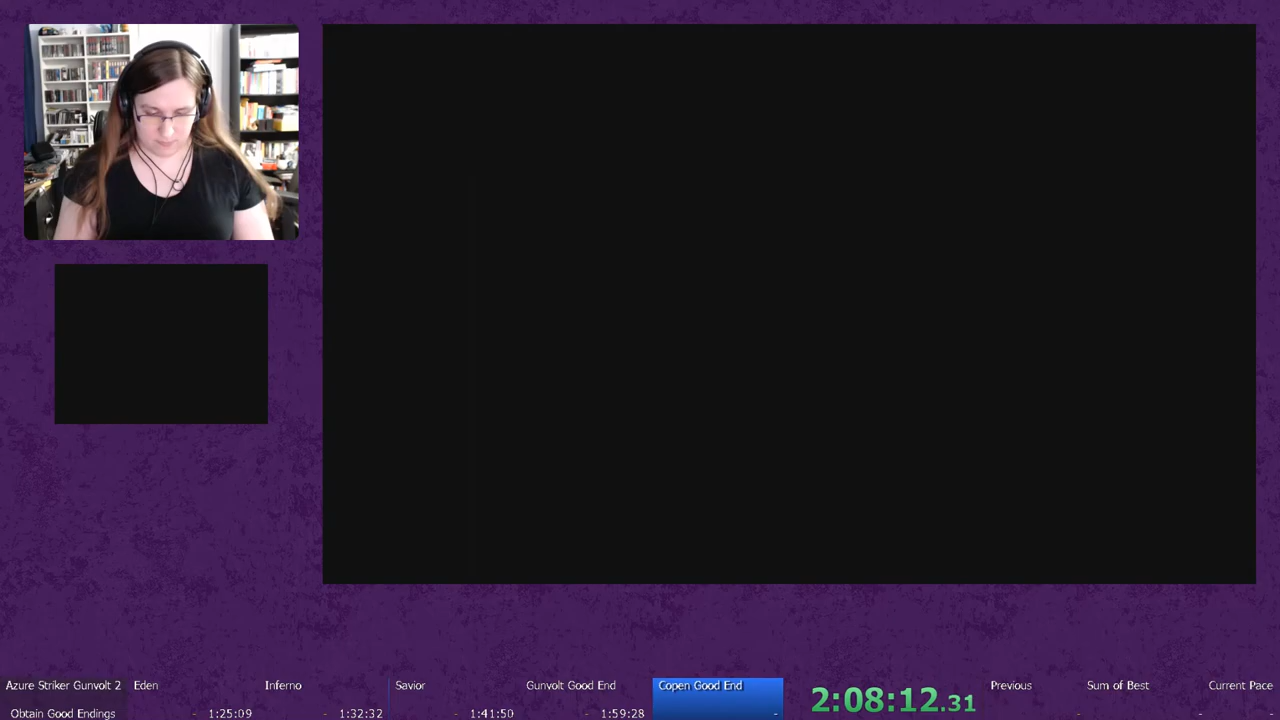 Azure Striker Gunvolt 2 Eden Inferno Savior Gunvolt Good End Copen Good End 2:08:12.31 Previous Sum of Best Current Pace
Obtain Good Endings - 1:25:09 - 1:32:32 - 1:41:50 - 1:59:28 - - - -